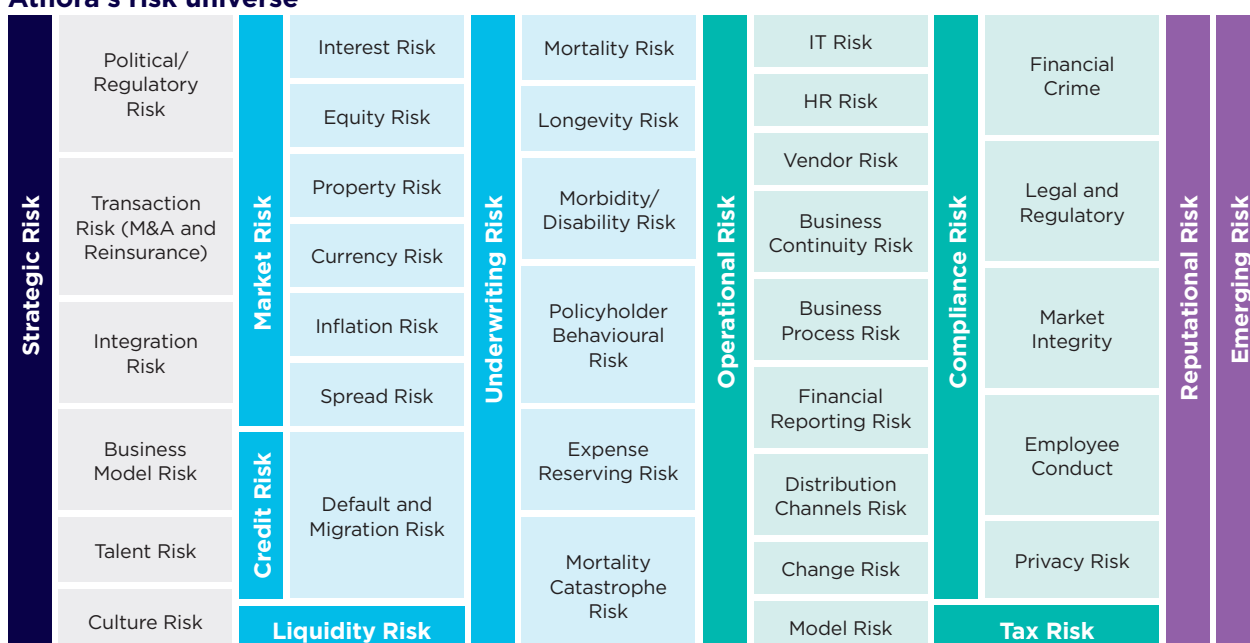 Athora's risk universe
Strategic Risk
Political/
Regulatory
Risk
Transaction
Risk (M&A and
Reinsurance)
Integration
Risk
Business
Model Risk
Talent Risk
Culture Risk
Market Risk
Interest Risk
Equity Risk
Property Risk
Currency Risk
Inflation Risk
Spread Risk
Credit Risk
Default and
Migration Risk
Liquidity Risk
Underwriting Risk
Mortality Risk
Longevity Risk
Morbidity/
Disability Risk
Policyholder
Behavioural
Risk
Expense
Reserving Risk
Mortality
Catastrophe
Risk
Operational Risk
IT Risk
HR Risk
Vendor Risk
Business
Continuity Risk
Business
Process Risk
Financial
Reporting Risk
Distribution
Channels Risk
Change Risk
Model Risk
Compliance Risk
Financial
Crime
Legal and
Regulatory
Market
Integrity
Employee
Conduct
Privacy Risk
Tax Risk
Reputational Risk
Emerging Risk